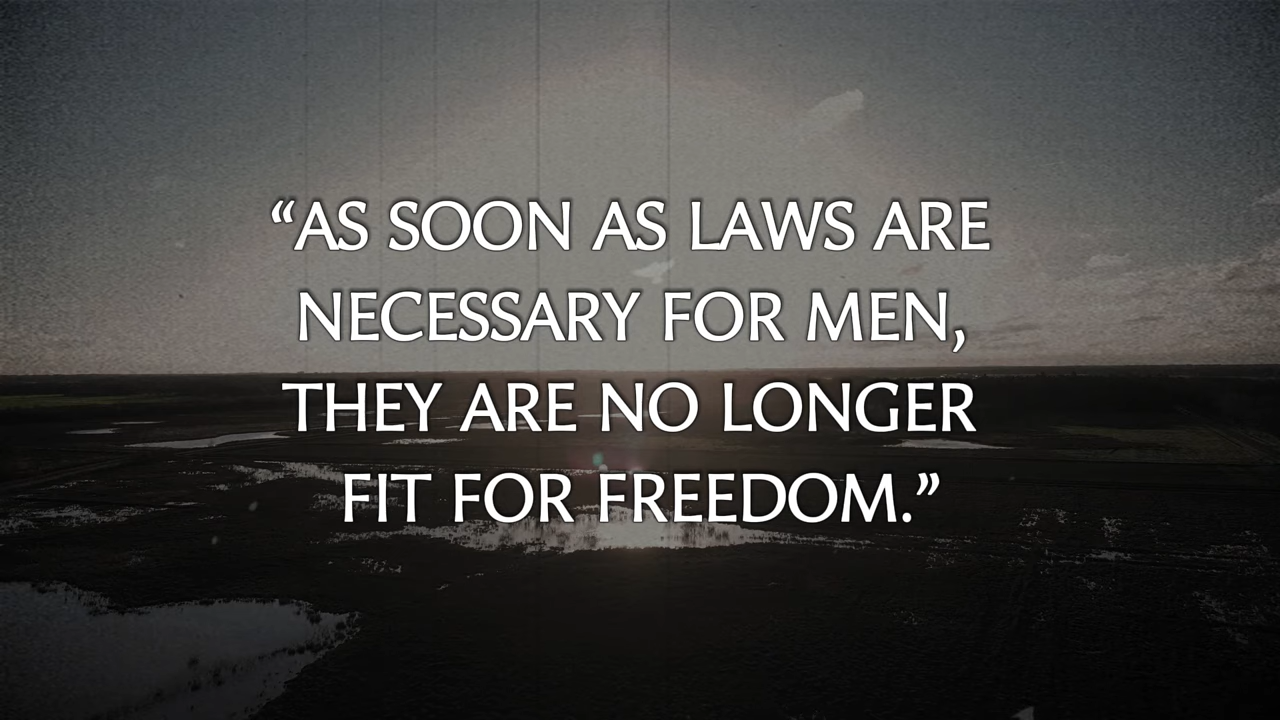 “AS SOON AS LAWS ARE
NECESSARY FOR MEN,
THEY ARE NO LONGER
FIT FOR FREEDOM.”